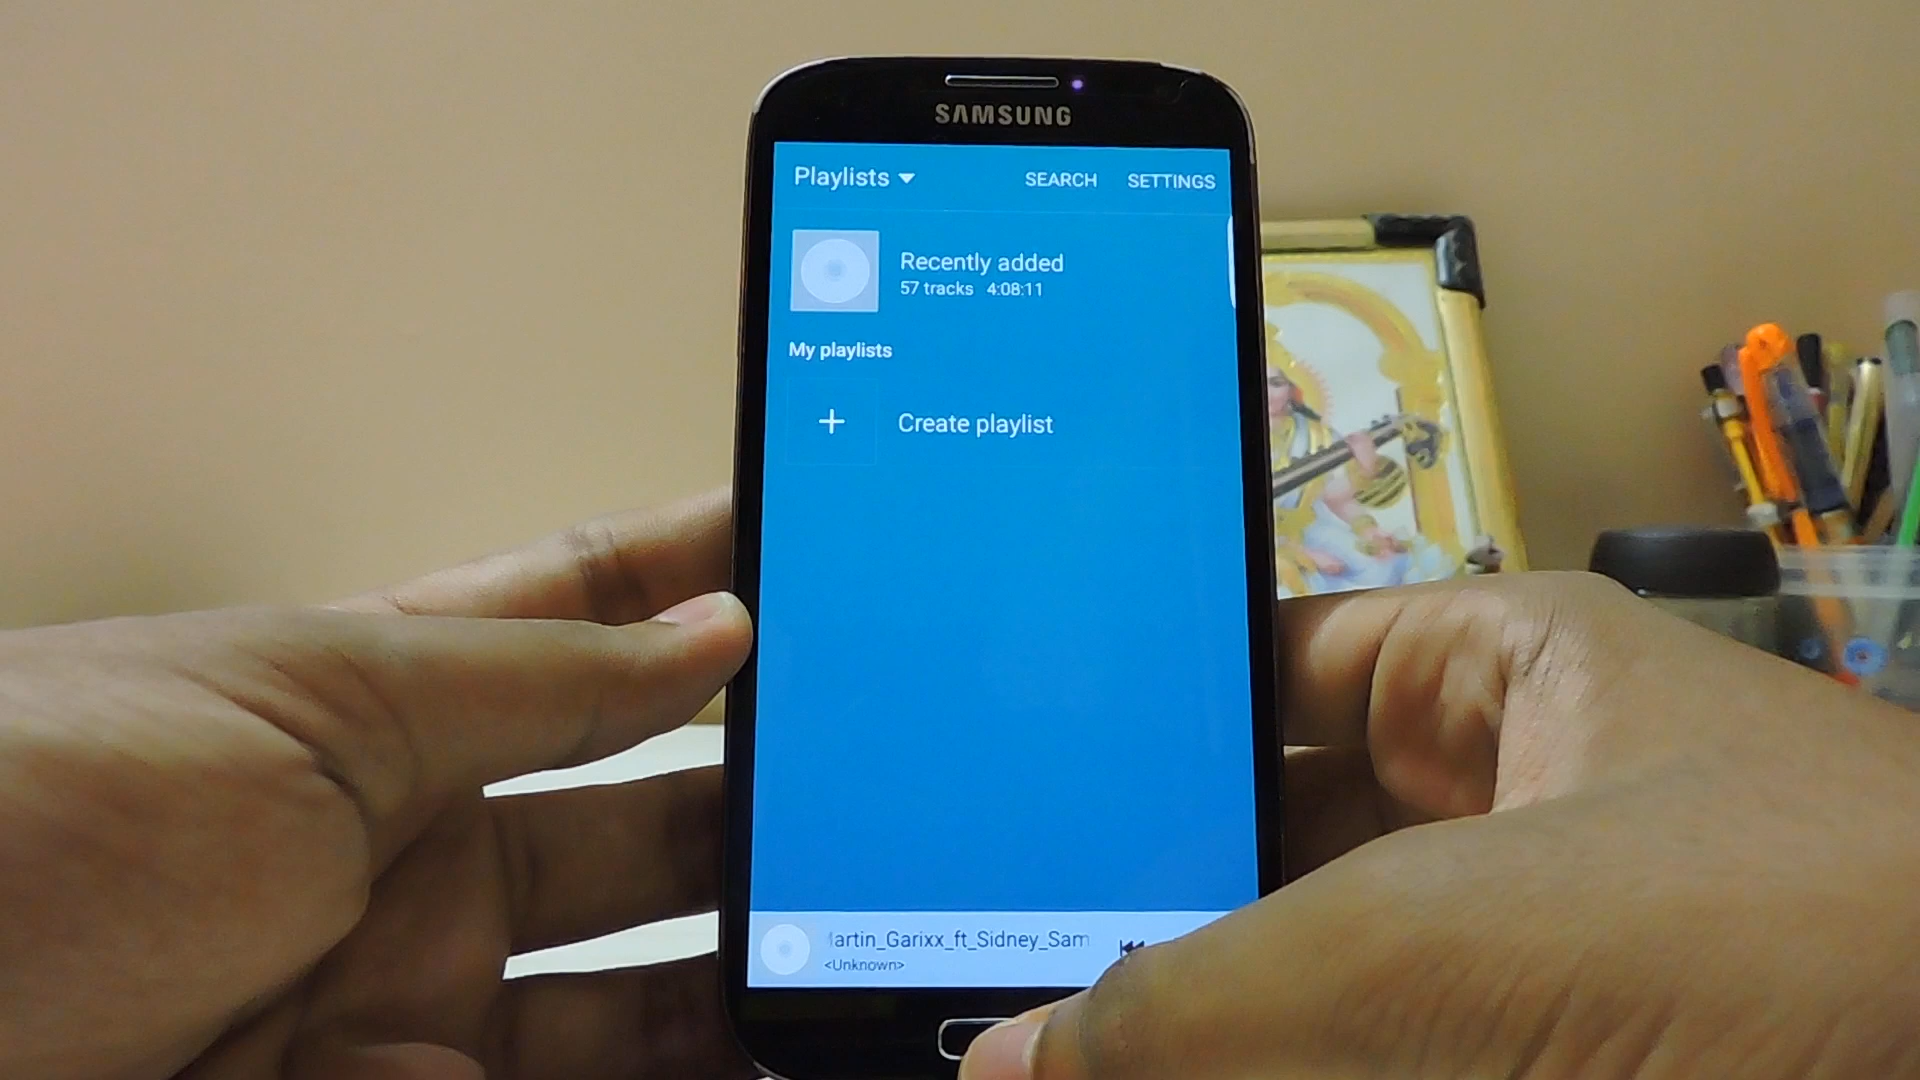 SAMSUNG
Playlists SEARCH SETTINGS
Recently added
57 tracks 4:08:11
My playlists
+ Create playlist
artin_Garixx_ft_Sidney_Sam
<Unknown>